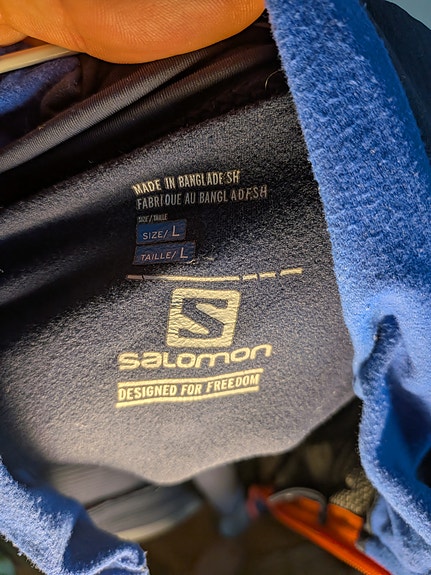 MADE IN BANGLADESH
FABRIQUE AU BANGLADESH
SIZE/TAILLE
SIZE/ L
TAILLE/ L
S
SALOMON
DESIGNED FOR FREEDOM